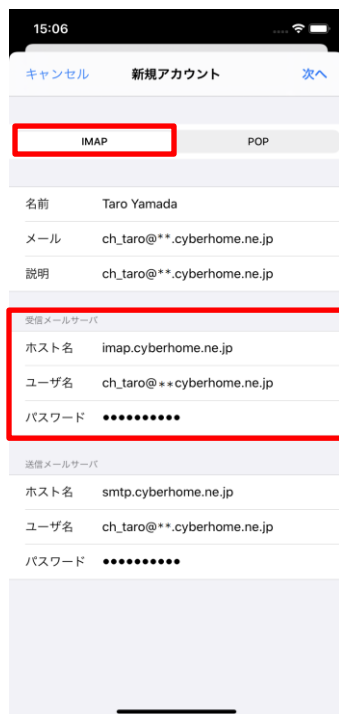 15:06
キャンセル 新規アカウント 次へ
IMAP POP
名前 Taro Yamada
メール ch_taro@**.cyberhome.ne.jp
説明 ch_taro@**.cyberhome.ne.jp
受信メールサーバ
ホスト名 imap.cyberhome.ne.jp
ユーザ名 ch_taro@**cyberhome.ne.jp
パスワード ●●●●●●●●●●
送信メールサーバ
ホスト名 smtp.cyberhome.ne.jp
ユーザ名 ch_taro@**.cyberhome.ne.jp
パスワード ●●●●●●●●●●